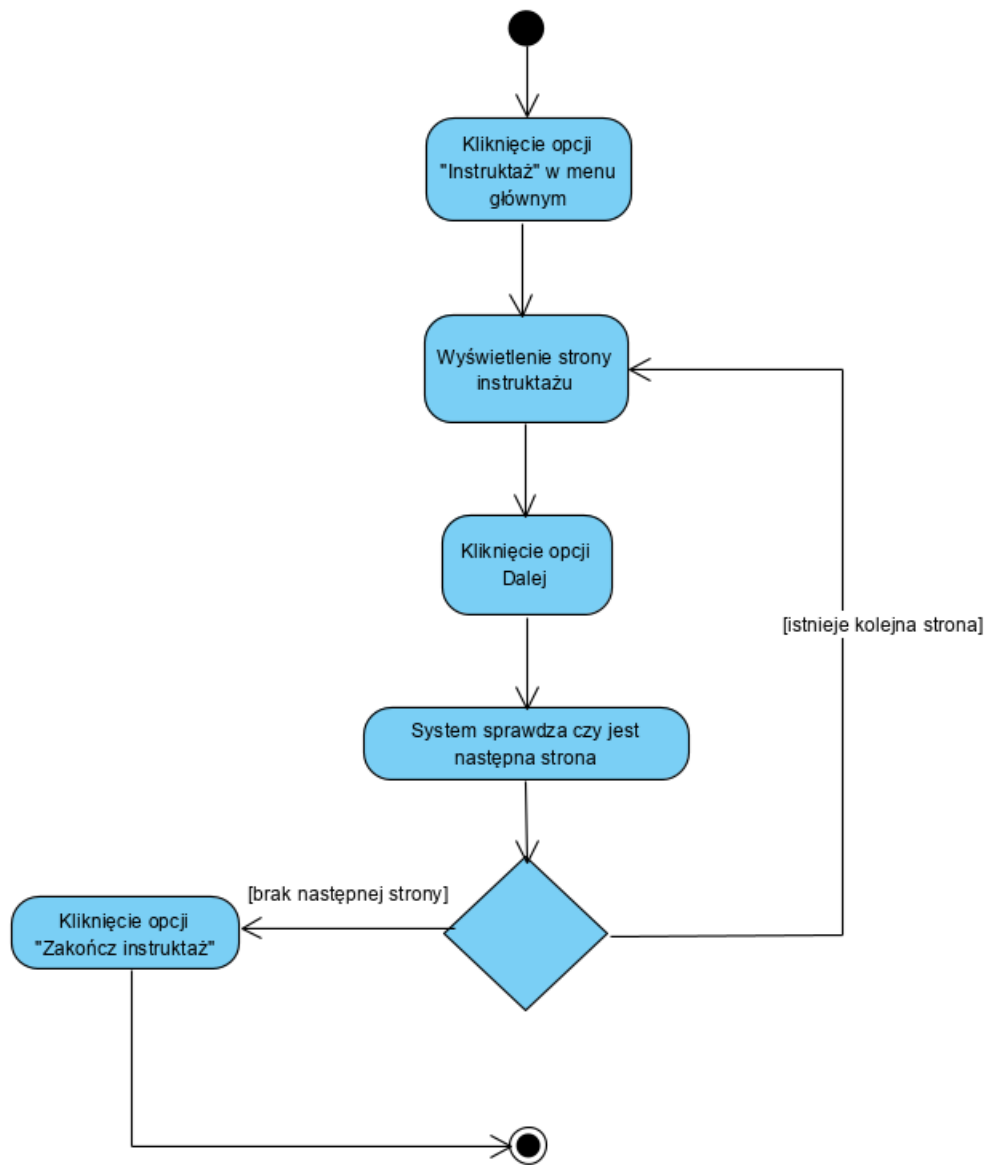 Kliknięcie opcji
"Instruktaż" w menu
głównym
Wyświetlenie strony
instruktażu
Kliknięcie opcji
Dalej
[istnieje kolejna strona]
System sprawdza czy jest
następna strona
[brak następnej strony]
Kliknięcie opcji
"Zakończ instruktaż"